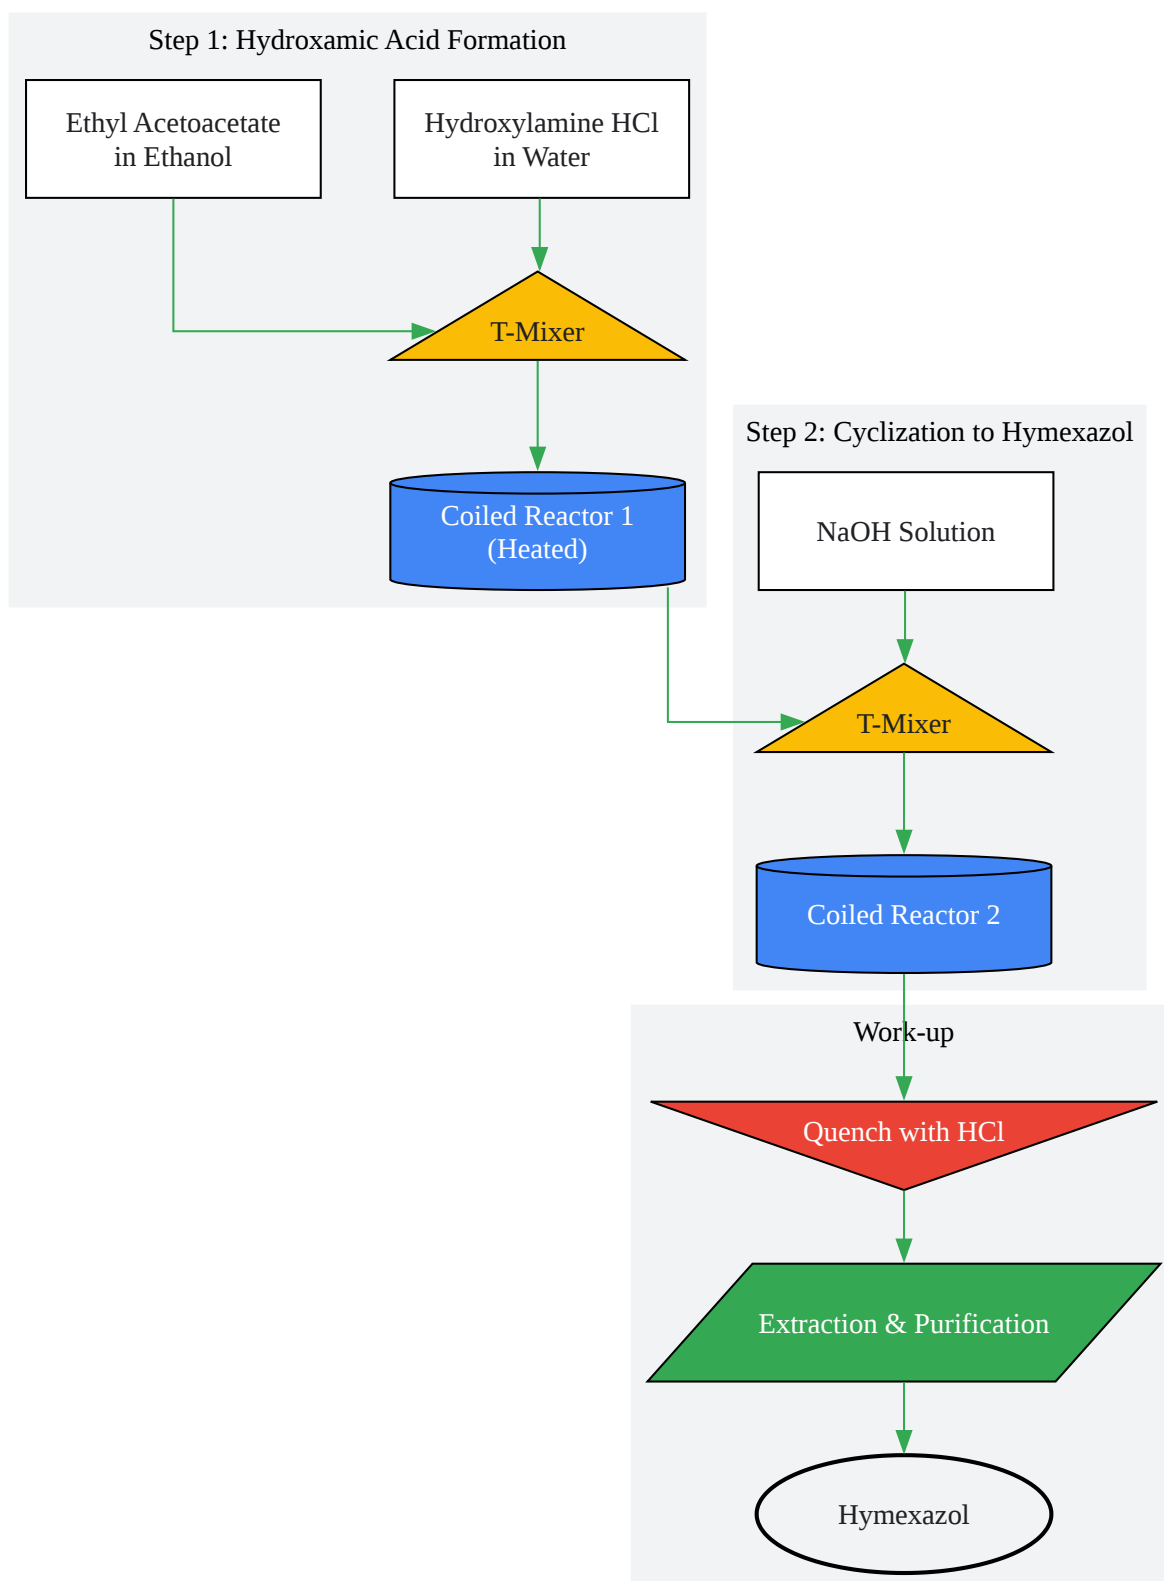 Step 1: Hydroxamic Acid Formation
Ethyl Acetoacetate
in Ethanol
Hydroxylamine HCl
in Water
T-Mixer
Coiled Reactor 1
(Heated)
Step 2: Cyclization to Hymexazol
NaOH Solution
T-Mixer
Coiled Reactor 2
Work-up
Quench with HCl
Extraction & Purification
Hymexazol